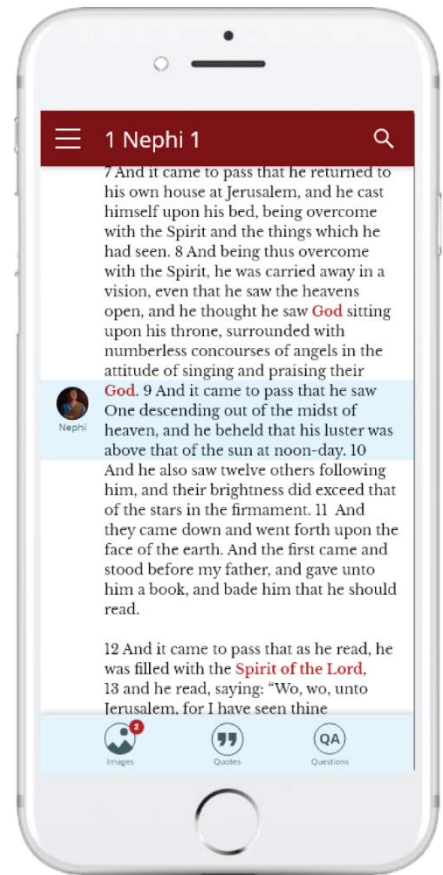 1 Nephi 1
7 And it came to pass that he returned to
his own house at Jerusalem, and he cast
himself upon his bed, being overcome
with the Spirit and the things which he
had seen. 8 And being thus overcome
with the Spirit, he was carried away in a
vision, even that he saw the heavens
open, and he thought he saw God sitting
upon his throne, surrounded with
numberless concourses of angels in the
attitude of singing and praising their
God. 9 And it came to pass that he saw
One descending out of the midst of
heaven, and he beheld that his luster was
above that of the sun at noon-day. 10
Nephi
And he also saw twelve others following
him, and their brightness did exceed that
of the stars in the firmament. 11 And
they came down and went forth upon the
face of the earth. And the first came and
stood before my father, and gave unto
him a book, and bade him that he should
read.
12 And it came to pass that as he read, he
was filled with the Spirit of the Lord,
13 and he read, saying: “Wo, wo, unto
Jerusalem, for I have seen thine
2
Images
Quotes
QA
Questions